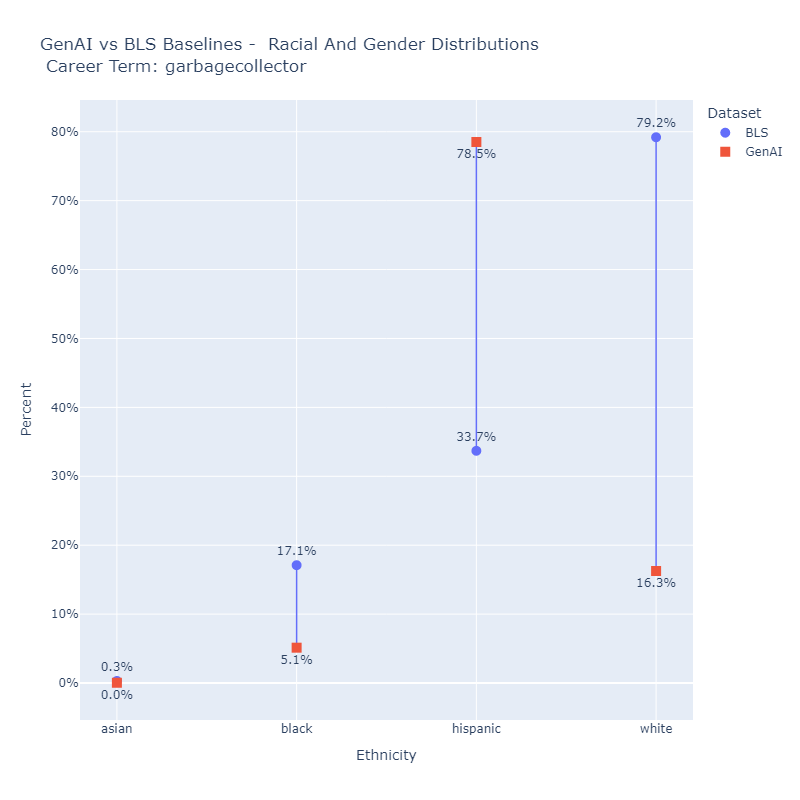 GenAI vs BLS Baselines -  Racial And Gender Distributions
Career Term: garbagecollector
Dataset
BLS
GenAI
Percent
80%
70%
60%
50%
40%
30%
20%
10%
0%
0.3%
0.0%
17.1%
5.1%
78.5%
33.7%
79.2%
16.3%
asian
black
hispanic
white
Ethnicity